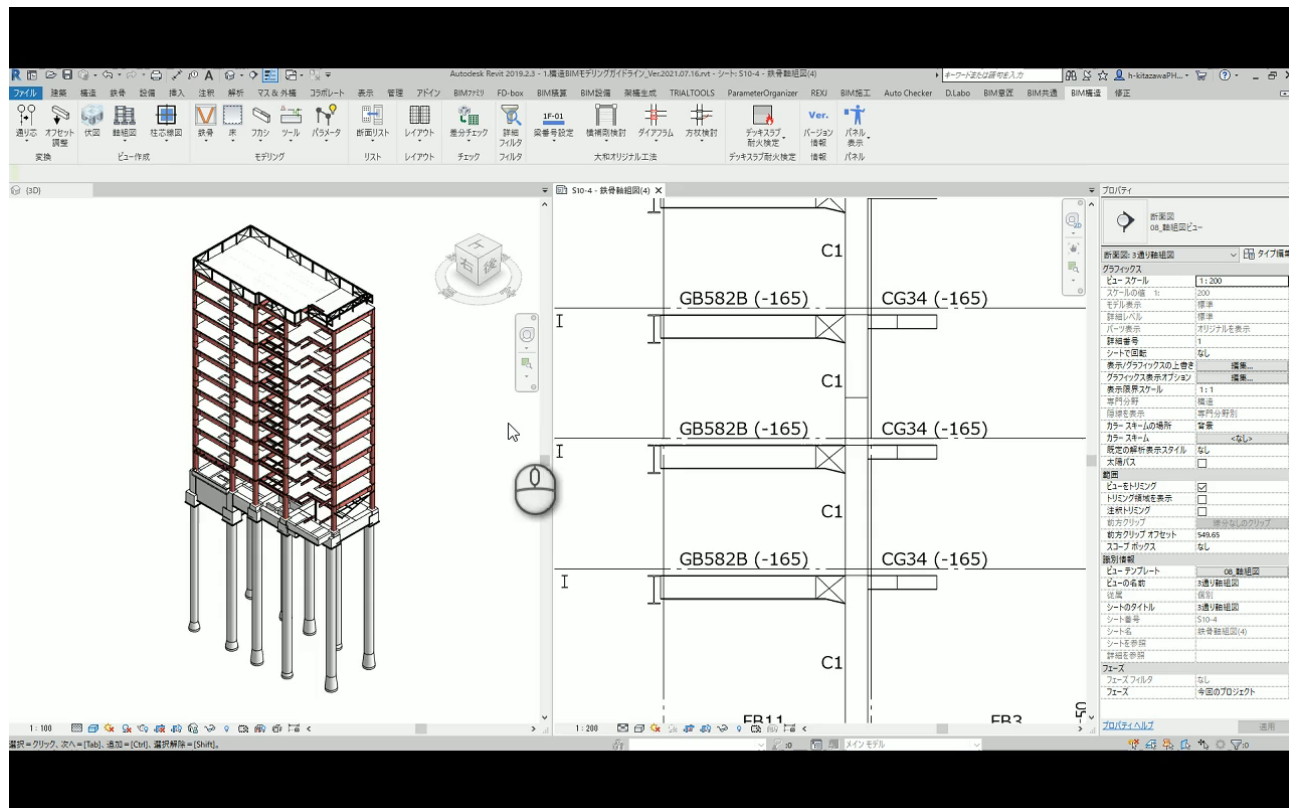 Autodesk Revit 2019.2.3 - 1.構造BIMモデリングガイドライン_Ver.2021.07.16.rvt - シート: S10-4 - 鉄骨軸組図(4)
キーワードまたは語句を入力
h-kitazawaPH...
ファイル 建築 構造 鉄骨 設備 挿入 注釈 解析 マス&外構 コラボレート 表示 管理 アドイン BIMファミリ FD-box BIM積算 BIM設備 架構生成 TRIALTOOLS ParameterOrganizer REXJ BIM施工 Auto Checker D.Labo BIM意匠 BIM共通 BIM構造 修正
1F-01 Ver.
通り芯 オフセット調整 伏図 軸組図 柱芯線図 鉄骨 床 フカシ ツール パラメータ 断面リスト レイアウト 差分チェック 詳細フィルタ 梁番号設定 横補剛検討 ダイアフラム 方杖検討 デッキスラブ耐火検定 バージョン情報 パネル表示
変換 ビュー作成 モデリング リスト レイアウト チェック フィルタ 大和オリジナル工法 デッキスラブ耐火検定 情報 パネル
{3D}
S10-4 - 鉄骨軸組図(4)
C1
GB582B (-165) CG34 (-165)
C1
GB582B (-165) CG34 (-165)
C1
GB582B (-165) CG34 (-165)
C1
FB11 FB3
プロパティ
断面図
08_軸組図ビュー
断面図: 3通り軸組図 タイプ編集
グラフィックス
ビュー スケール 1 : 200
スケールの値 1: 200
モデル表示 標準
詳細レベル 標準
パーツ表示 オリジナルを表示
詳細番号 1
シートで回転 なし
表示/グラフィックスの上書き 編集...
グラフィックス表示オプション 編集...
表示限界スケール 1 : 1
専門分野 構造
隠線を表示 専門分野別
カラー スキームの場所 背景
カラー スキーム <なし>
既定の解析表示スタイル なし
太陽パス
範囲
ビューをトリミング
トリミング領域を表示
注釈トリミング
前方クリップ 線分なしのクリップ
前方クリップ オフセット 549.65
スコープ ボックス なし
識別情報
ビュー テンプレート 08_軸組図
ビューの名前 3通り軸組図
従属 個別
シートのタイトル 3通り軸組図
シート番号 S10-4
シート名 鉄骨軸組図(4)
シートを参照
詳細を参照
フェーズ
フェーズ フィルタ なし
フェーズ 今回のプロジェクト
プロパティ ヘルプ 適用
1 : 100
1 : 200
選択=クリック、次へ=[Tab]、追加=[Ctrl]、選択解除=[Shift]。
:0 メイン モデル :0